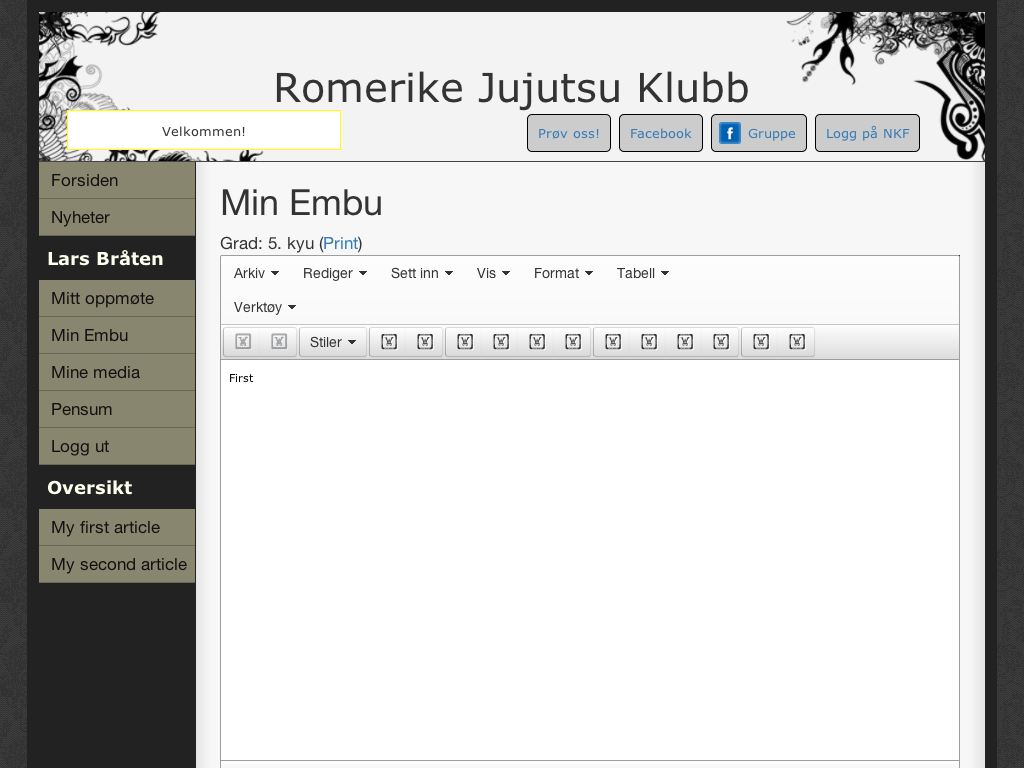 Romerike Jujutsu Klubb
Velkommen!
Prøv oss!
Facebook
f Gruppe
Logg på NKF
Forsiden
Nyheter
Lars Bråten
Mitt oppmøte
Min Embu
Mine media
Pensum
Logg ut
Oversikt
My first article
My second article
Min Embu
Grad: 5. kyu (Print)
Arkiv Rediger Sett inn Vis Format Tabell
Verktøy
Stiler
First